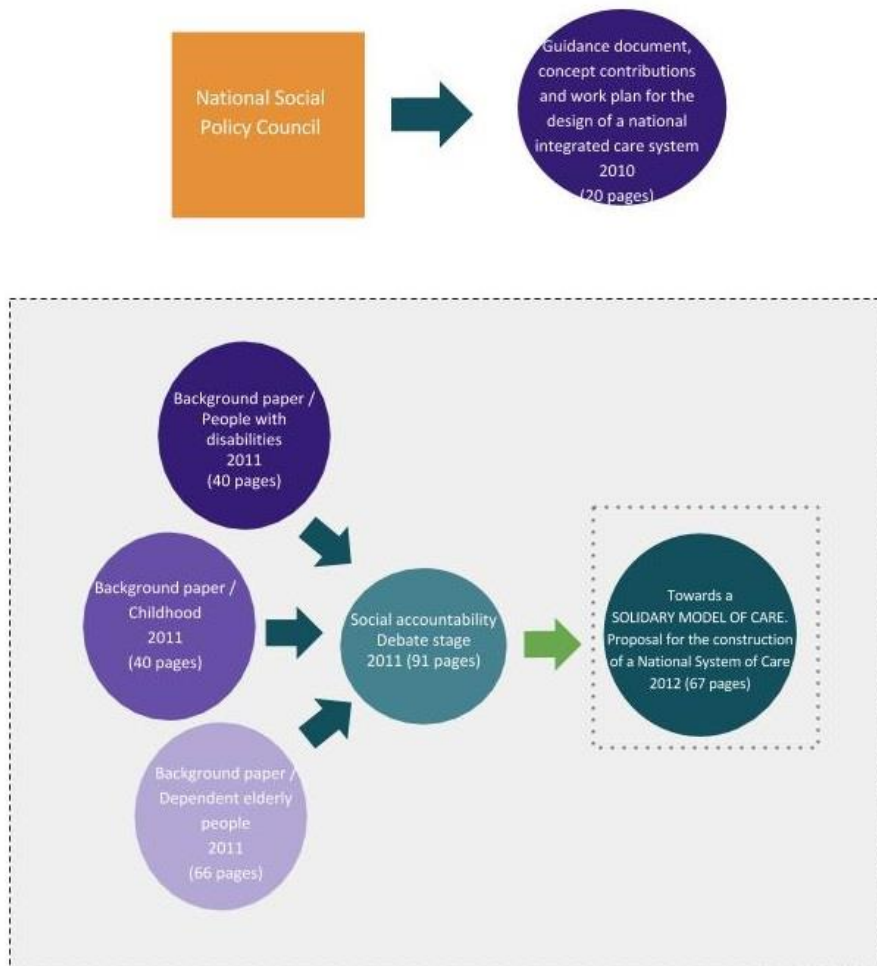 National Social
Policy Council
Guidance document,
concept contributions
and work plan for the
design of a national
integrated care system
2010
(20 pages)
Background paper /
People with
disabilities
2011
(40 pages)
Background paper /
Childhood
2011
(40 pages)
Background paper /
Dependent elderly
people
2011
(66 pages)
Social accountability
Debate stage
2011 (91 pages)
Towards a
SOLIDARY MODEL OF CARE.
Proposal for the construction
of a National System of Care
2012 (67 pages)